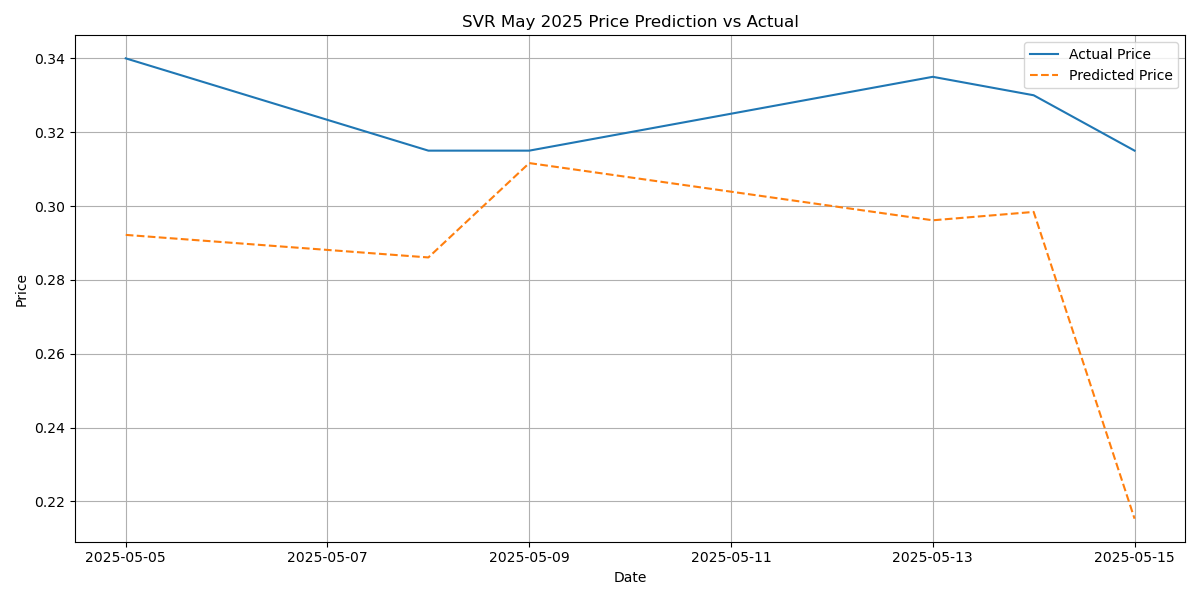 SVR May 2025 Price Prediction vs Actual
Actual Price
Predicted Price
0.34
0.32
0.30
0.28
0.26
0.24
0.22
Price
2025-05-05
2025-05-07
2025-05-09
2025-05-11
2025-05-13
2025-05-15
Date